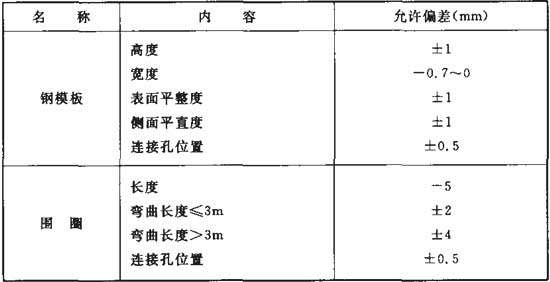 名 称 内 容 允许偏差(mm)
高度 ±1
宽度 －0.7～0
钢模板 表面平整度 ±1
侧面平直度 ±1
连接孔位置 ±0.5
长度 －5
弯曲长度≤3m ±2
围 圈 弯曲长度＞3m ±4
连接孔位置 ±0.5